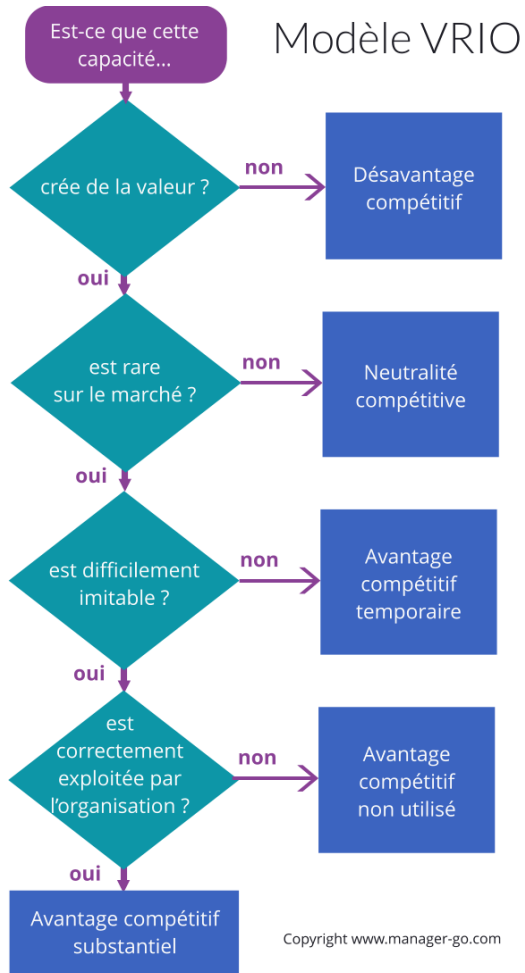 Modèle VRIO
Est-ce que cette
capacité...
crée de la valeur ?
non
Désavantage
compétitif
oui
est rare
sur le marché ?
non
Neutralité
compétitive
oui
est difficilement
imitable ?
non
Avantage
compétitif
temporaire
oui
est
correctement
exploitée par
l'organisation ?
non
Avantage
compétitif
non utilisé
oui
Avantage compétitif
substantiel
Copyright www.manager-go.com